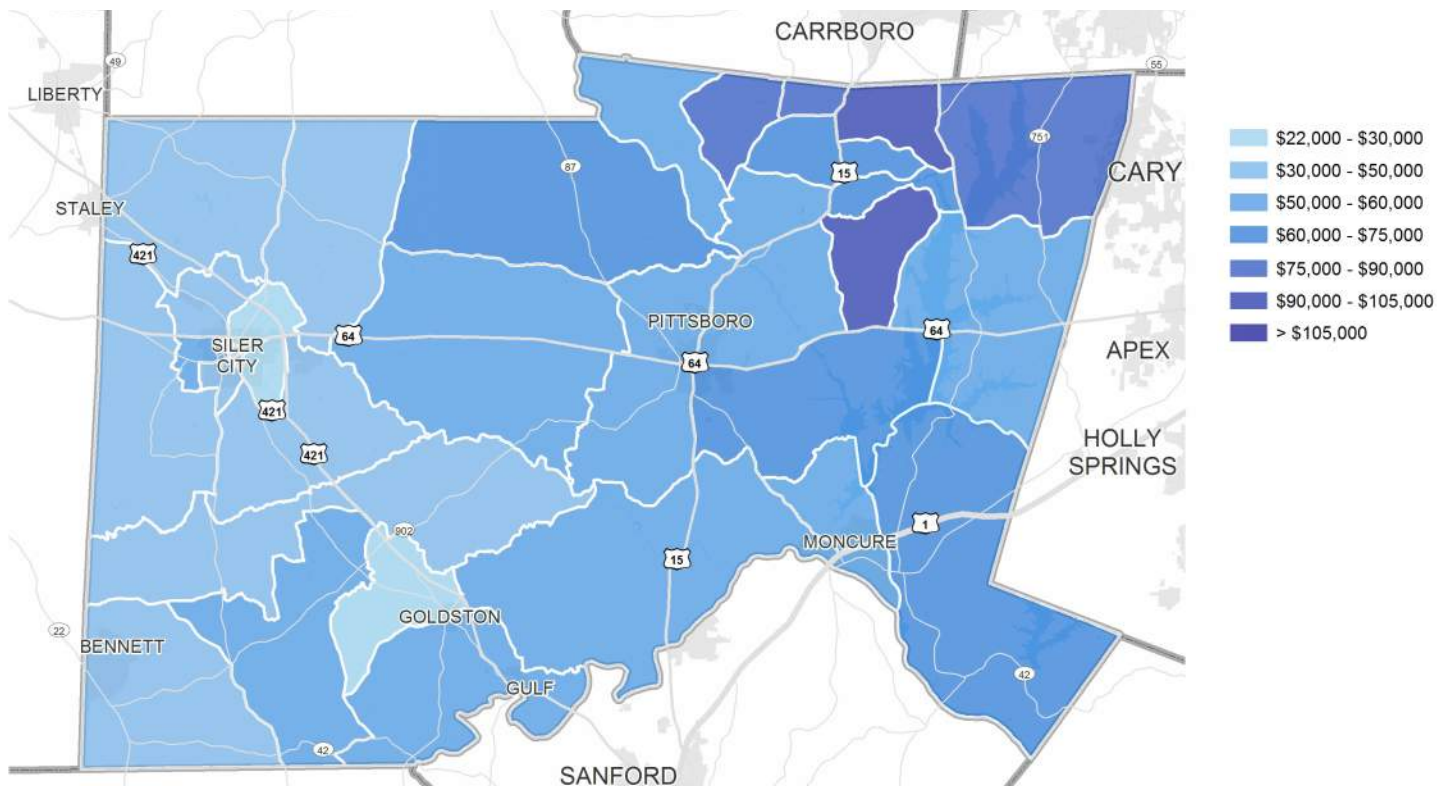 CARRBORO
49
55
LIBERTY
751
87
15
CARY
STALEY
421
PITTSBORO
64
64
SILER
CITY
64
APEX
421
421
HOLLY
SPRINGS
902
1
MONCURE
15
GOLDSTON
22
BENNETT
42
GULF
42
SANFORD
$22,000 - $30,000
$30,000 - $50,000
$50,000 - $60,000
$60,000 - $75,000
$75,000 - $90,000
$90,000 - $105,000
> $105,000